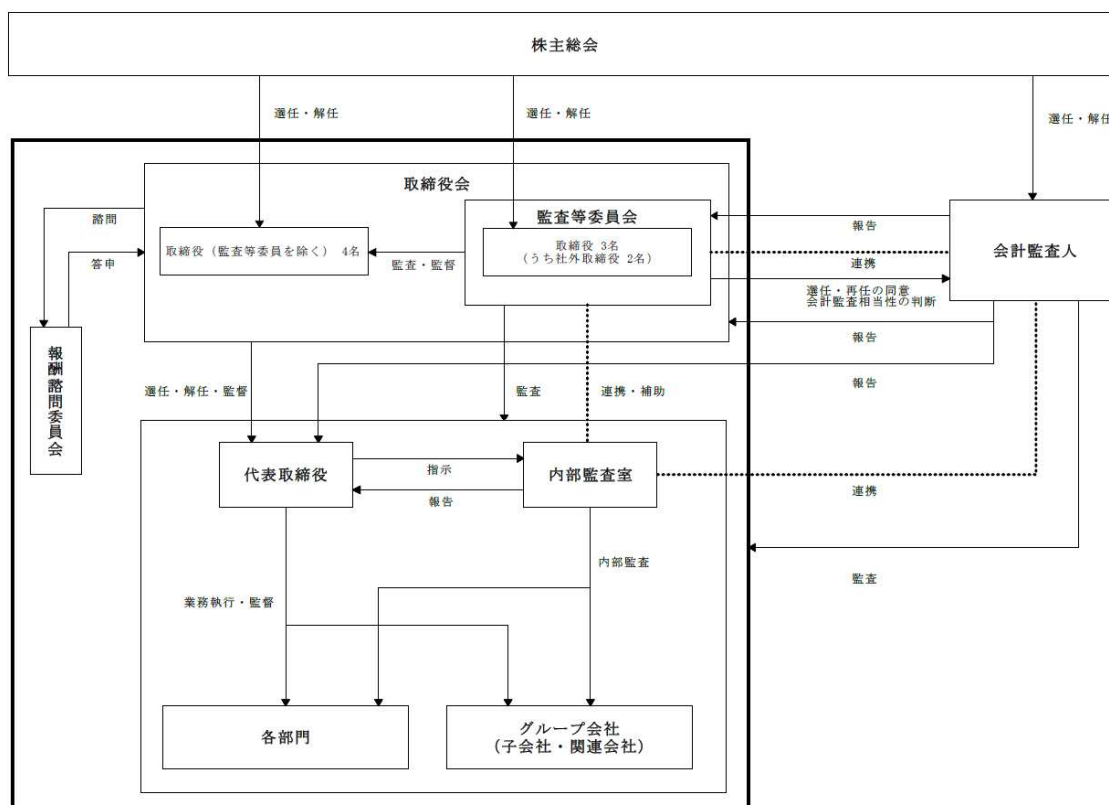 株主総会
選任・解任
選任・解任
選任・解任
取締役会
監査等委員会
諮問
報告
取締役（監査等委員を除く） 4名
取締役 3名
（うち社外取締役 2名）
会計監査人
監査・監督
連携
答申
選任・再任の同意
会計監査相当性の判断
報告
報酬諮問委員会
選任・解任・監督
監査
連携・補助
報告
代表取締役
指示
内部監査室
報告
連携
内部監査
監査
業務執行・監督
各部門
グループ会社
（子会社・関連会社）